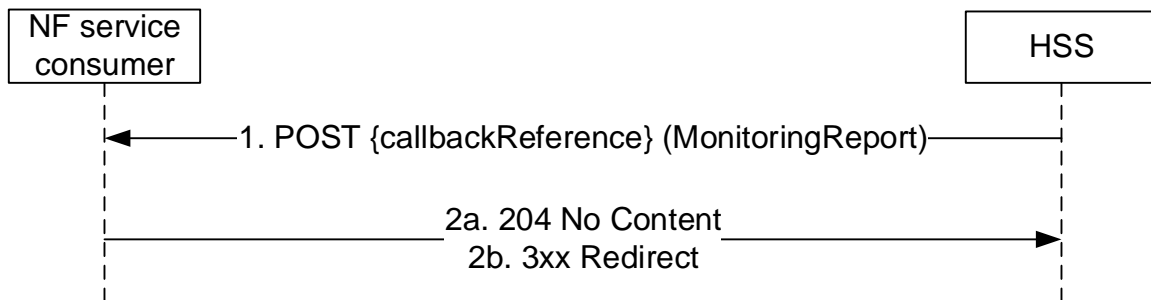 NF service
consumer
HSS
1. POST {callbackReference} (MonitoringReport)
2a. 204 No Content
2b. 3xx Redirect